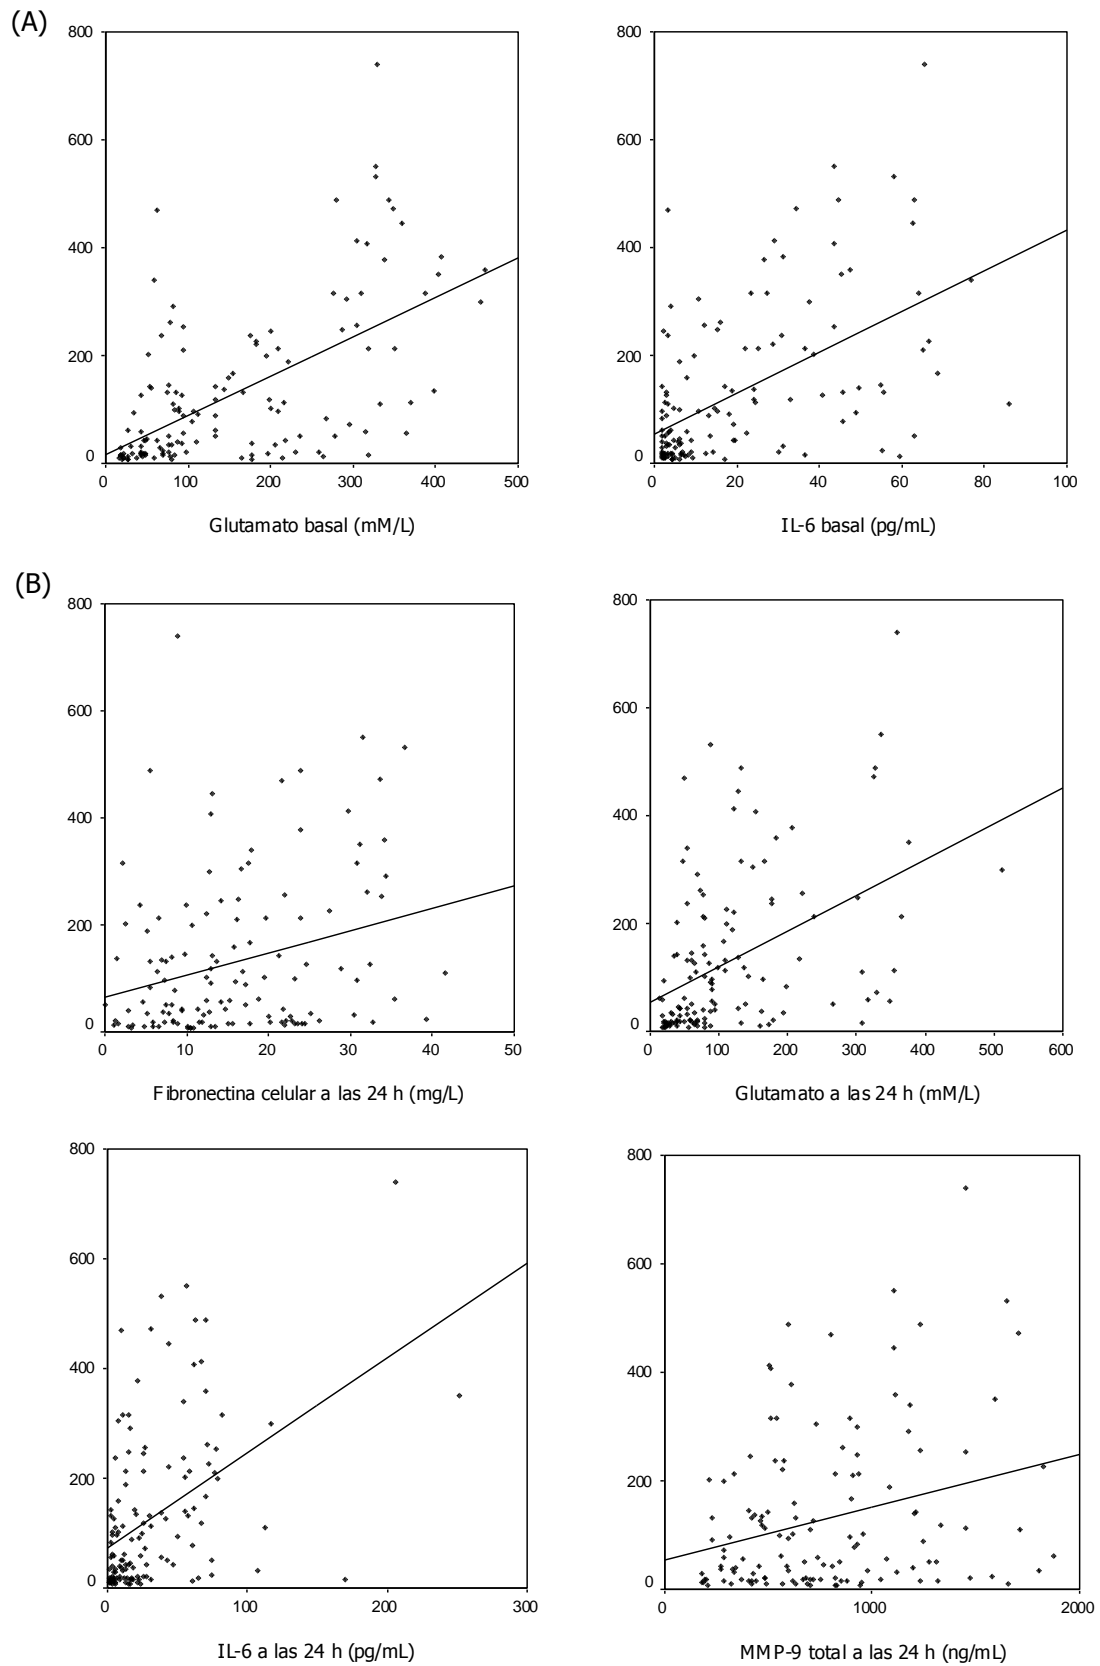 (A)
800
600
400
200
0
0 100 200 300 400 500
Glutamato basal (mM/L)
800
600
400
200
0
0 20 40 60 80 100
IL-6 basal (pg/mL)
(B)
800
600
400
200
0
0 10 20 30 40 50
Fibronectina celular a las 24 h (mg/L)
800
600
400
200
0
0 100 200 300 400 500 600
Glutamato a las 24 h (mM/L)
800
600
400
200
0
0 100 200 300
IL-6 a las 24 h (pg/mL)
800
600
400
200
0
0 1000 2000
MMP-9 total a las 24 h (ng/mL)